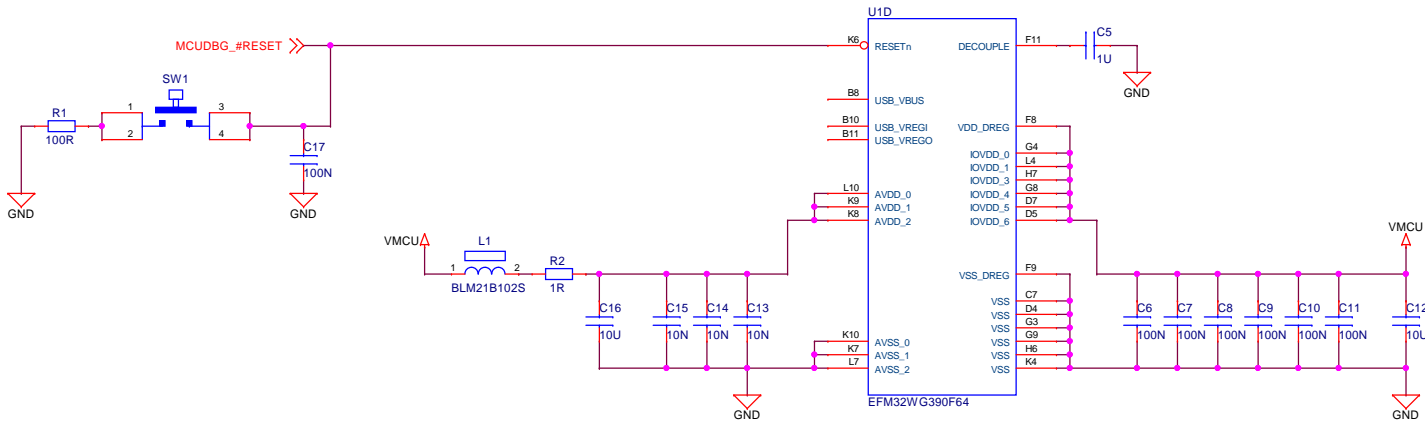 U1D
MCUDBG_#RESET
K6
RESETn
DECOUPLE
F11
C5
1U
GND
SW1
B8
USB_VBUS
R1
100R
1
2
3
4
B10
USB_VREGI
B11
USB_VREGO
VDD_DREG
F8
C17
100N
IOVDD_0
G4
IOVDD_1
L4
IOVDD_3
H7
IOVDD_4
G8
IOVDD_5
D7
IOVDD_6
D5
GND
GND
L10
AVDD_0
K9
AVDD_1
K8
AVDD_2
VMCU
L1
1
2
BLM21B102S
R2
1R
VMCU
VSS_DREG
F9
C16
10U
C15
10N
C14
10N
C13
10N
VSS
C7
VSS
D4
VSS
G3
VSS
G9
VSS
H6
VSS
K4
C6
100N
C7
100N
C8
100N
C9
100N
C10
100N
C11
100N
C12
10U
K10
AVSS_0
K7
AVSS_1
L7
AVSS_2
EFM32WG390F64
GND
GND